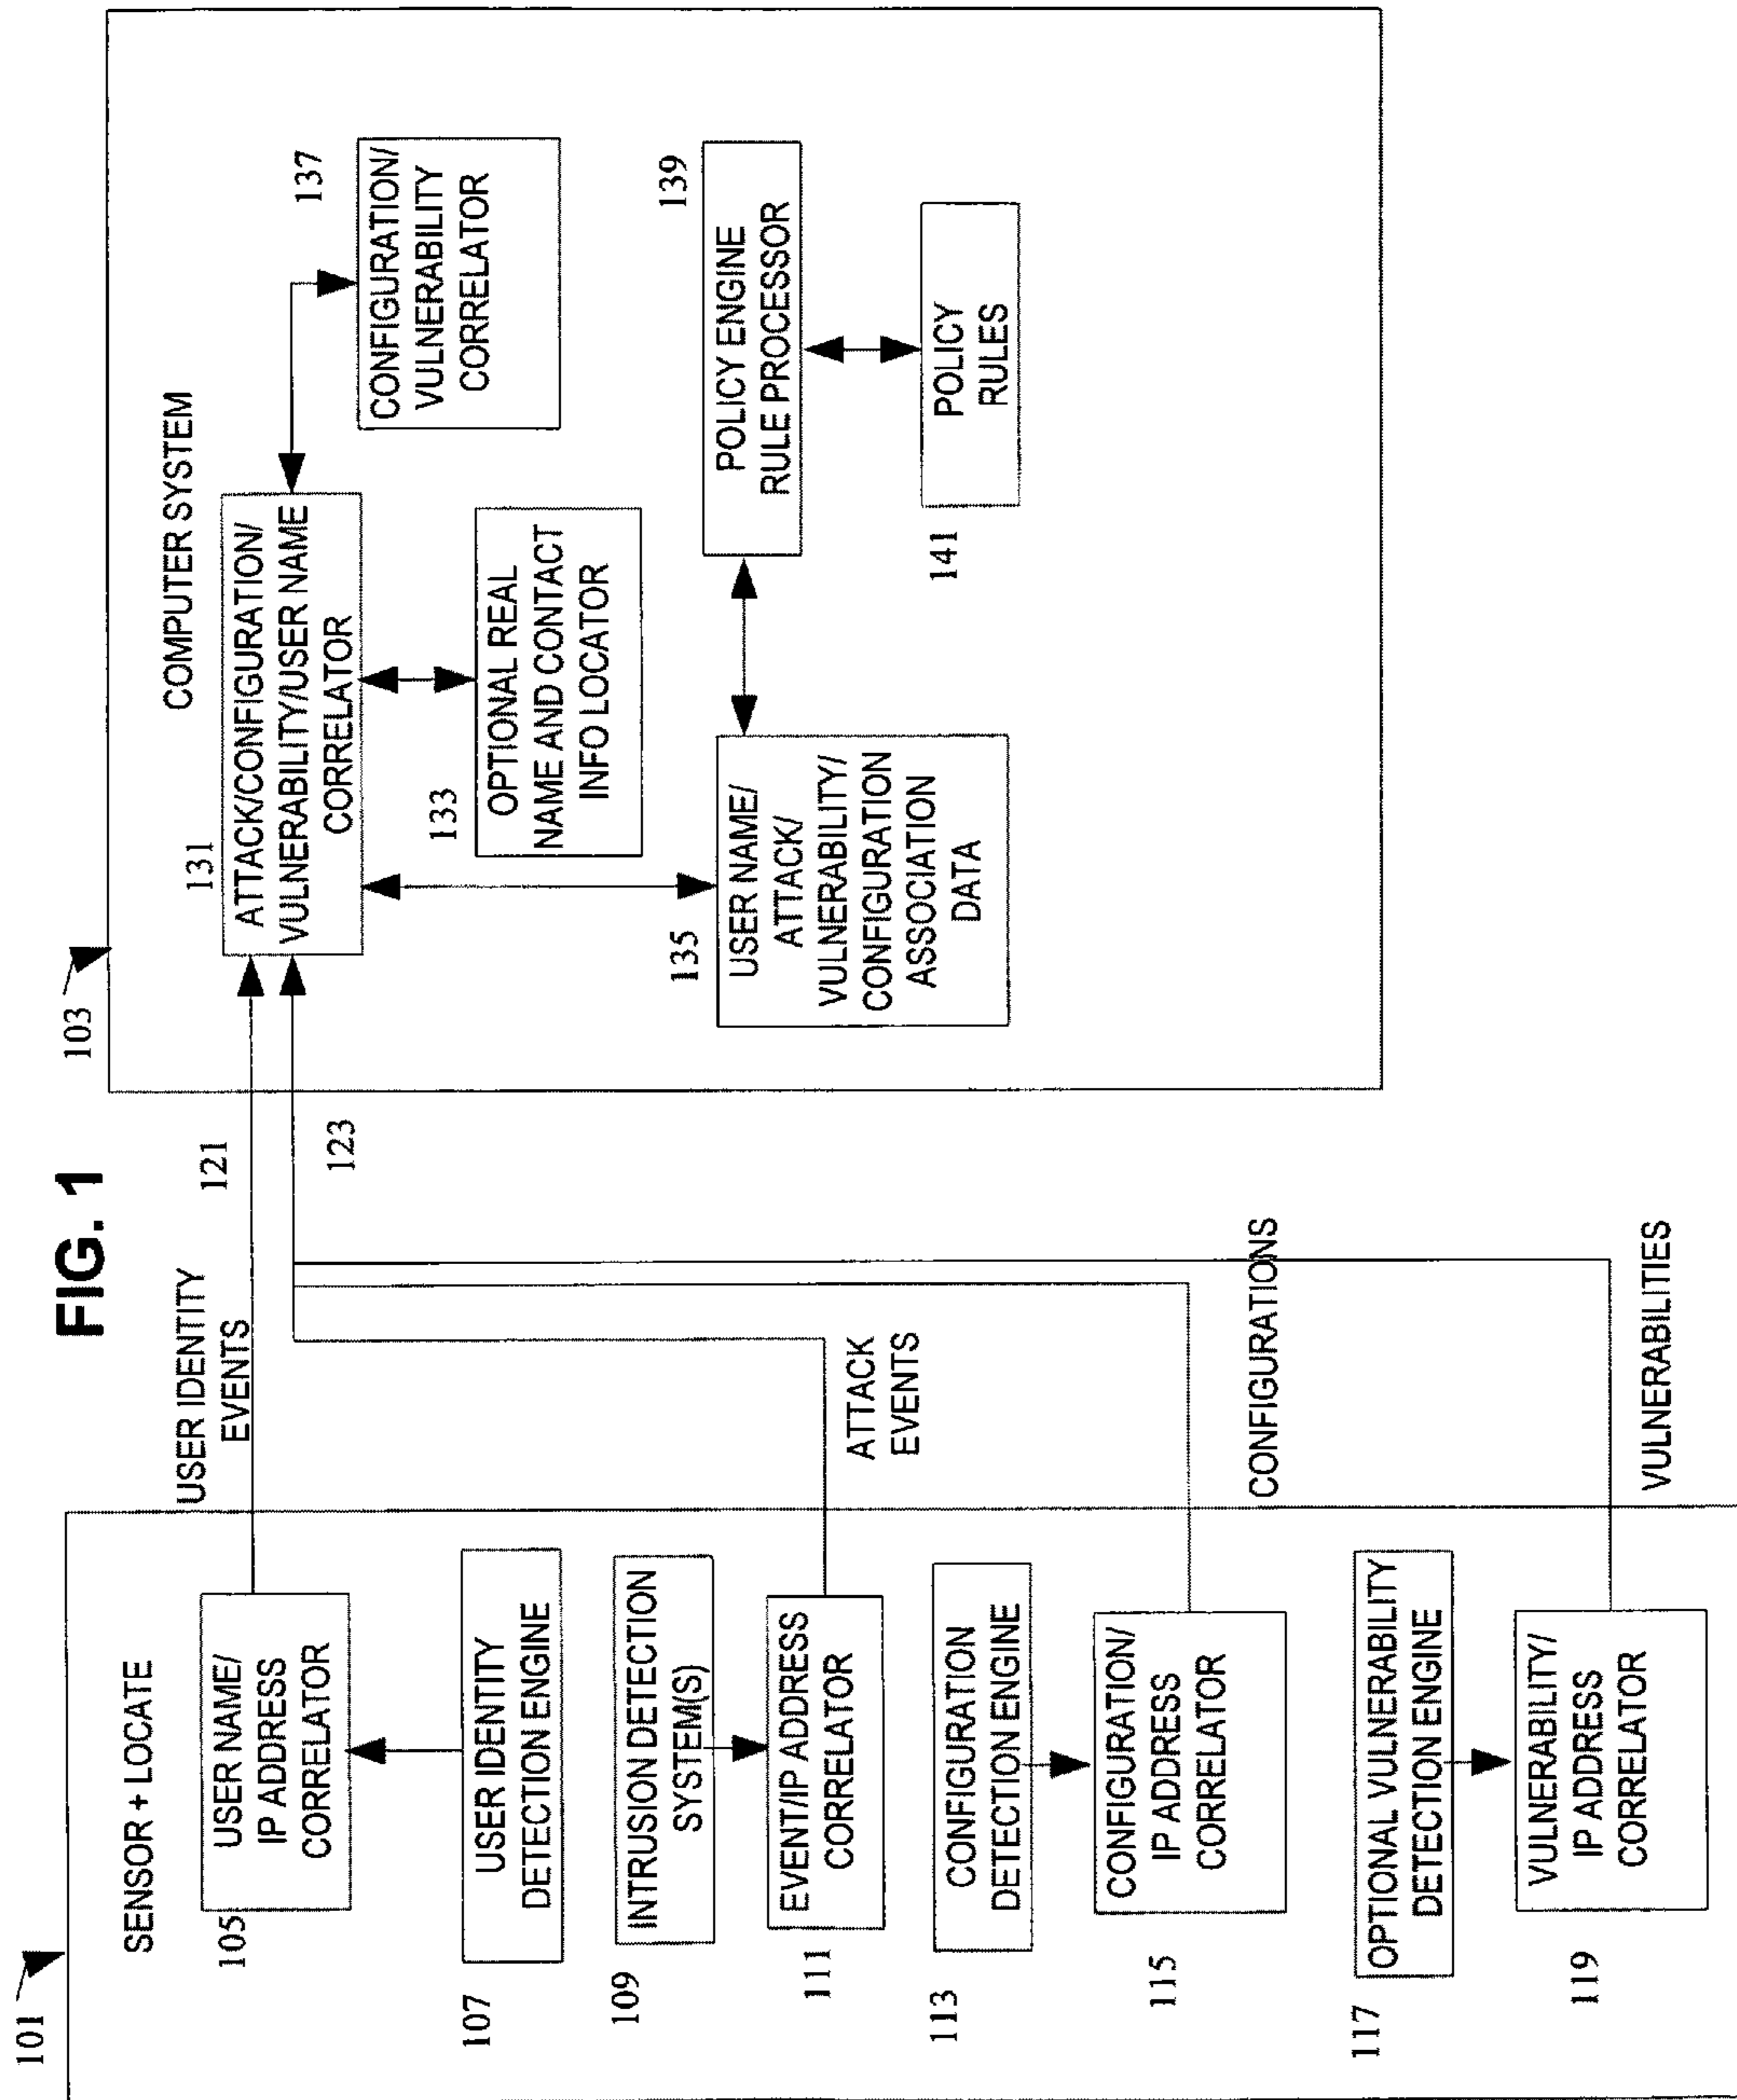 FIG. 1
101
SENSOR + LOCATE
105
USER NAME/
IP ADDRESS
CORRELATOR
107
USER IDENTITY
DETECTION ENGINE
109
INTRUSION DETECTION
SYSTEM(S)
111
EVENT/IP ADDRESS
CORRELATOR
113
CONFIGURATION
DETECTION ENGINE
115
CONFIGURATION/
IP ADDRESS
CORRELATOR
117
OPTIONAL VULNERABILITY
DETECTION ENGINE
119
VULNERABILITY/
IP ADDRESS
CORRELATOR
USER IDENTITY
EVENTS
121
123
ATTACK
EVENTS
CONFIGURATIONS
VULNERABILITIES
103
COMPUTER SYSTEM
131
ATTACK/CONFIGURATION/
VULNERABILITY/USER NAME
CORRELATOR
137
CONFIGURATION/
VULNERABILITY
CORRELATOR
133
OPTIONAL REAL
NAME AND CONTACT
INFO LOCATOR
135
USER NAME/
ATTACK/
VULNERABILITY/
CONFIGURATION
ASSOCIATION
DATA
139
POLICY ENGINE
RULE PROCESSOR
141
POLICY
RULES